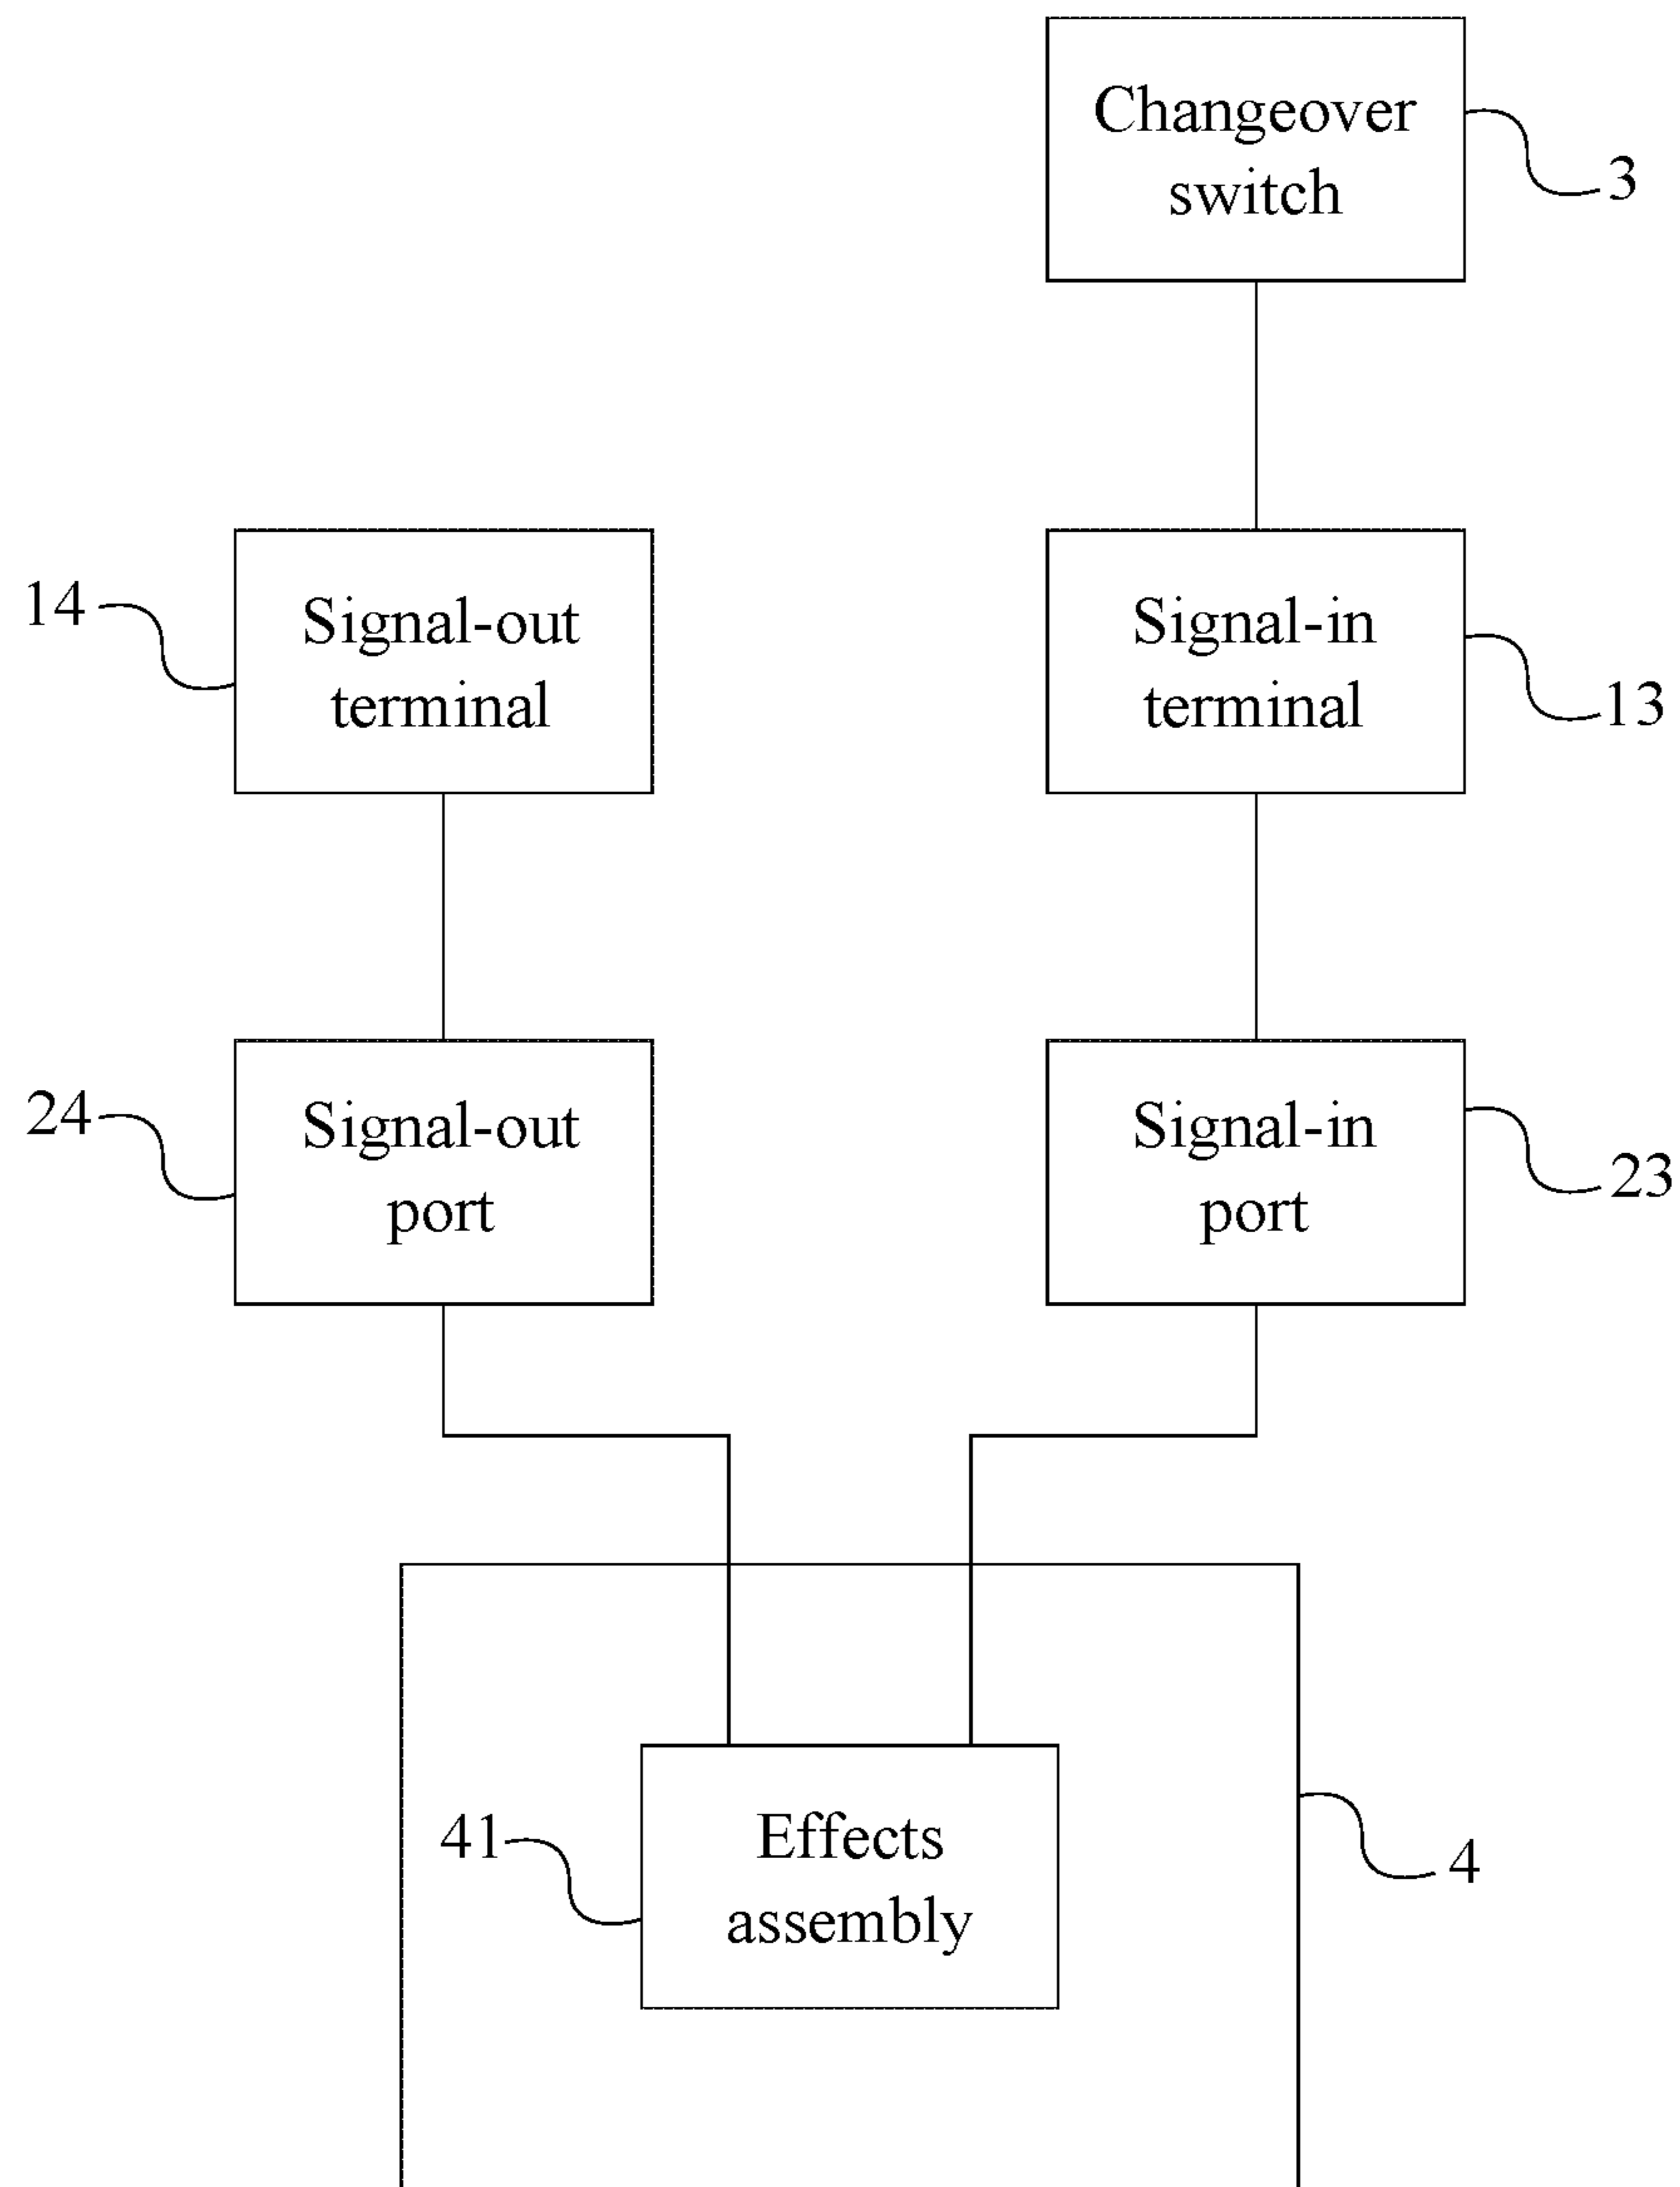 Changeover
switch
3
14
Signal-out
terminal
Signal-in
terminal
13
24
Signal-out
port
Signal-in
port
23
41
Effects
assembly
4